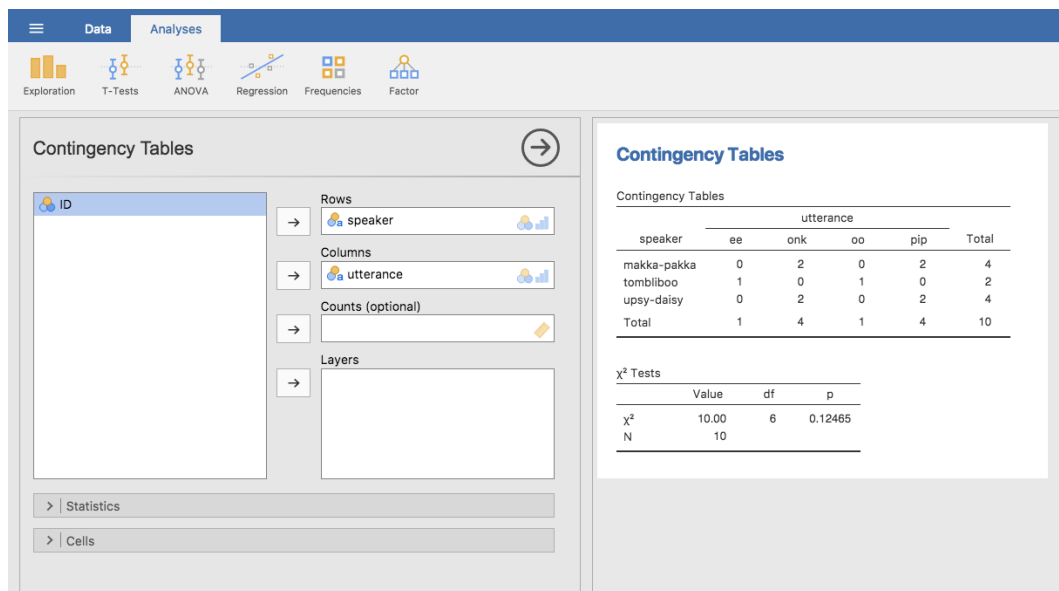 Data Analyses
Exploration T-Tests ANOVA Regression Frequencies Factor
Contingency Tables
ID
Rows
a speaker
Columns
a utterance
Counts (optional)
Layers
Statistics
Cells
Contingency Tables
Contingency Tables
utterance
speaker ee onk oo pip Total
makka-pakka 0 2 0 2 4
tombliboo 1 0 1 0 2
upsy-daisy 0 2 0 2 4
Total 1 4 1 4 10
χ² Tests
Value df p
χ² 10.00 6 0.12465
N 10